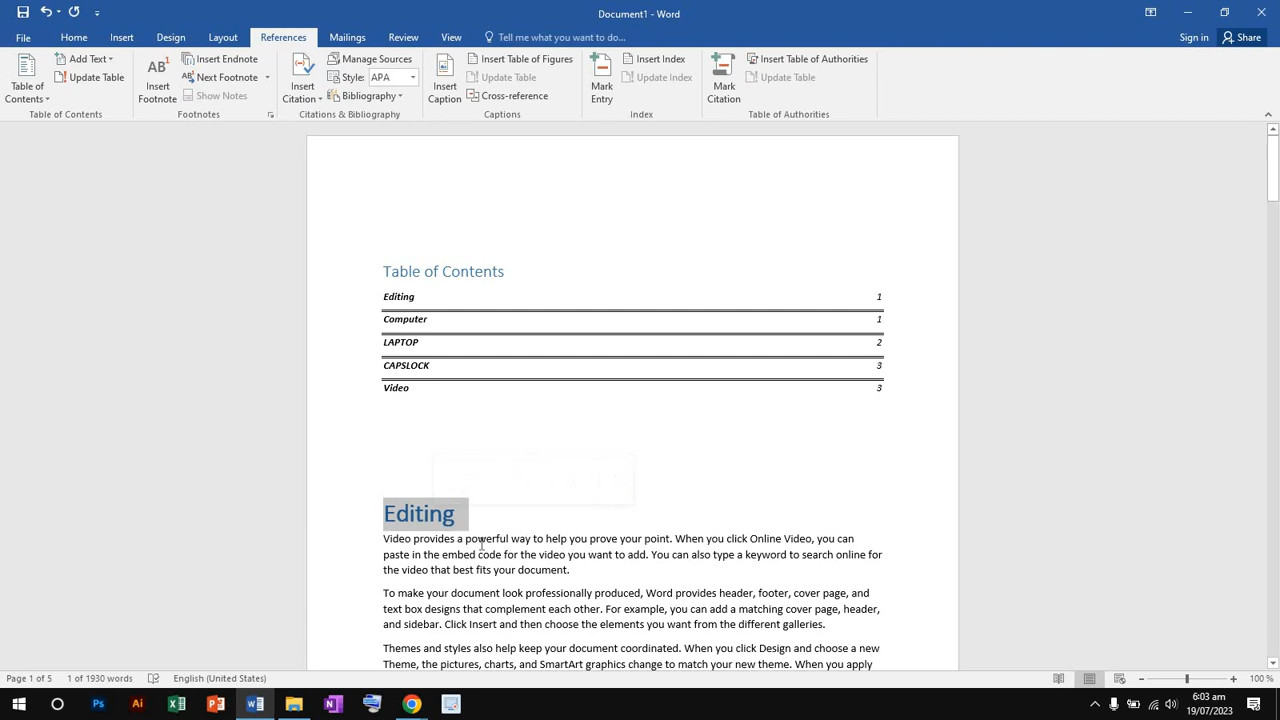 Document1 - Word
File Home Insert Design Layout References Mailings Review View Tell me what you want to do... Sign in Share
Table of Contents
Add Text
Update Table
Table of Contents
AB1
Insert Footnote
Insert Endnote
Next Footnote
Show Notes
Footnotes
Insert Citation
Manage Sources
Style: APA
Bibliography
Citations & Bibliography
Insert Caption
Insert Table of Figures
Update Table
Cross-reference
Captions
Mark Entry
Insert Index
Update Index
Index
Mark Citation
Insert Table of Authorities
Update Table
Table of Authorities
Table of Contents
Editing 1
Computer 1
LAPTOP 2
CAPSLOCK 3
Video 3
Editing
Video provides a powerful way to help you prove your point. When you click Online Video, you can
paste in the embed code for the video you want to add. You can also type a keyword to search online for
the video that best fits your document.
To make your document look professionally produced, Word provides header, footer, cover page, and
text box designs that complement each other. For example, you can add a matching cover page, header,
and sidebar. Click Insert and then choose the elements you want from the different galleries.
Themes and styles also help keep your document coordinated. When you click Design and choose a new
Theme, the pictures, charts, and SmartArt graphics change to match your new theme. When you apply
Page 1 of 5 1 of 1930 words English (United States) 100 %
Ps Ai
6:03 am
19/07/2023